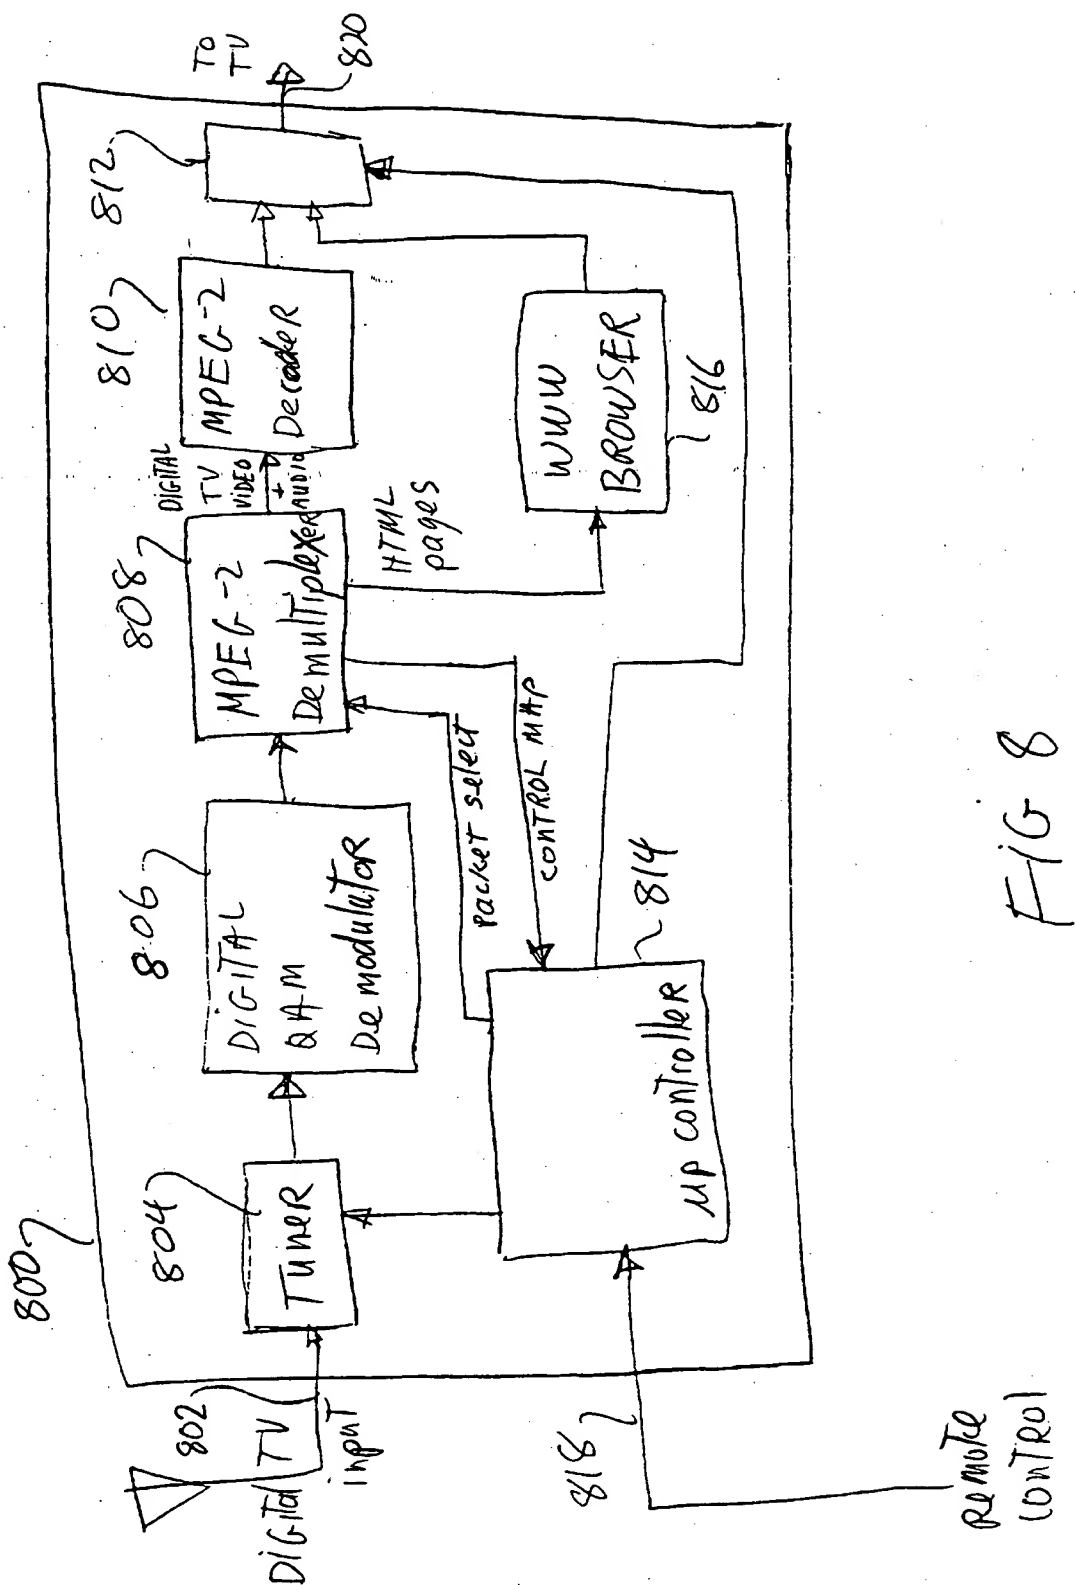 800
DIGITAL TV
input
802
804
TuneR
806
DIGITAL
QAM
DemodulatoR
808
MPEG-2
DemultiplexeR
DIGITAL
TV
VIDEO
+
AUDIO
810
MPEG-2
DecodeR
812
TO
TV
820
HTML
pages
Packet select
CONTROL MAP
WWW
BROWSER
816
814
μp controlleR
818
Remote
CONTROL
FIG 8